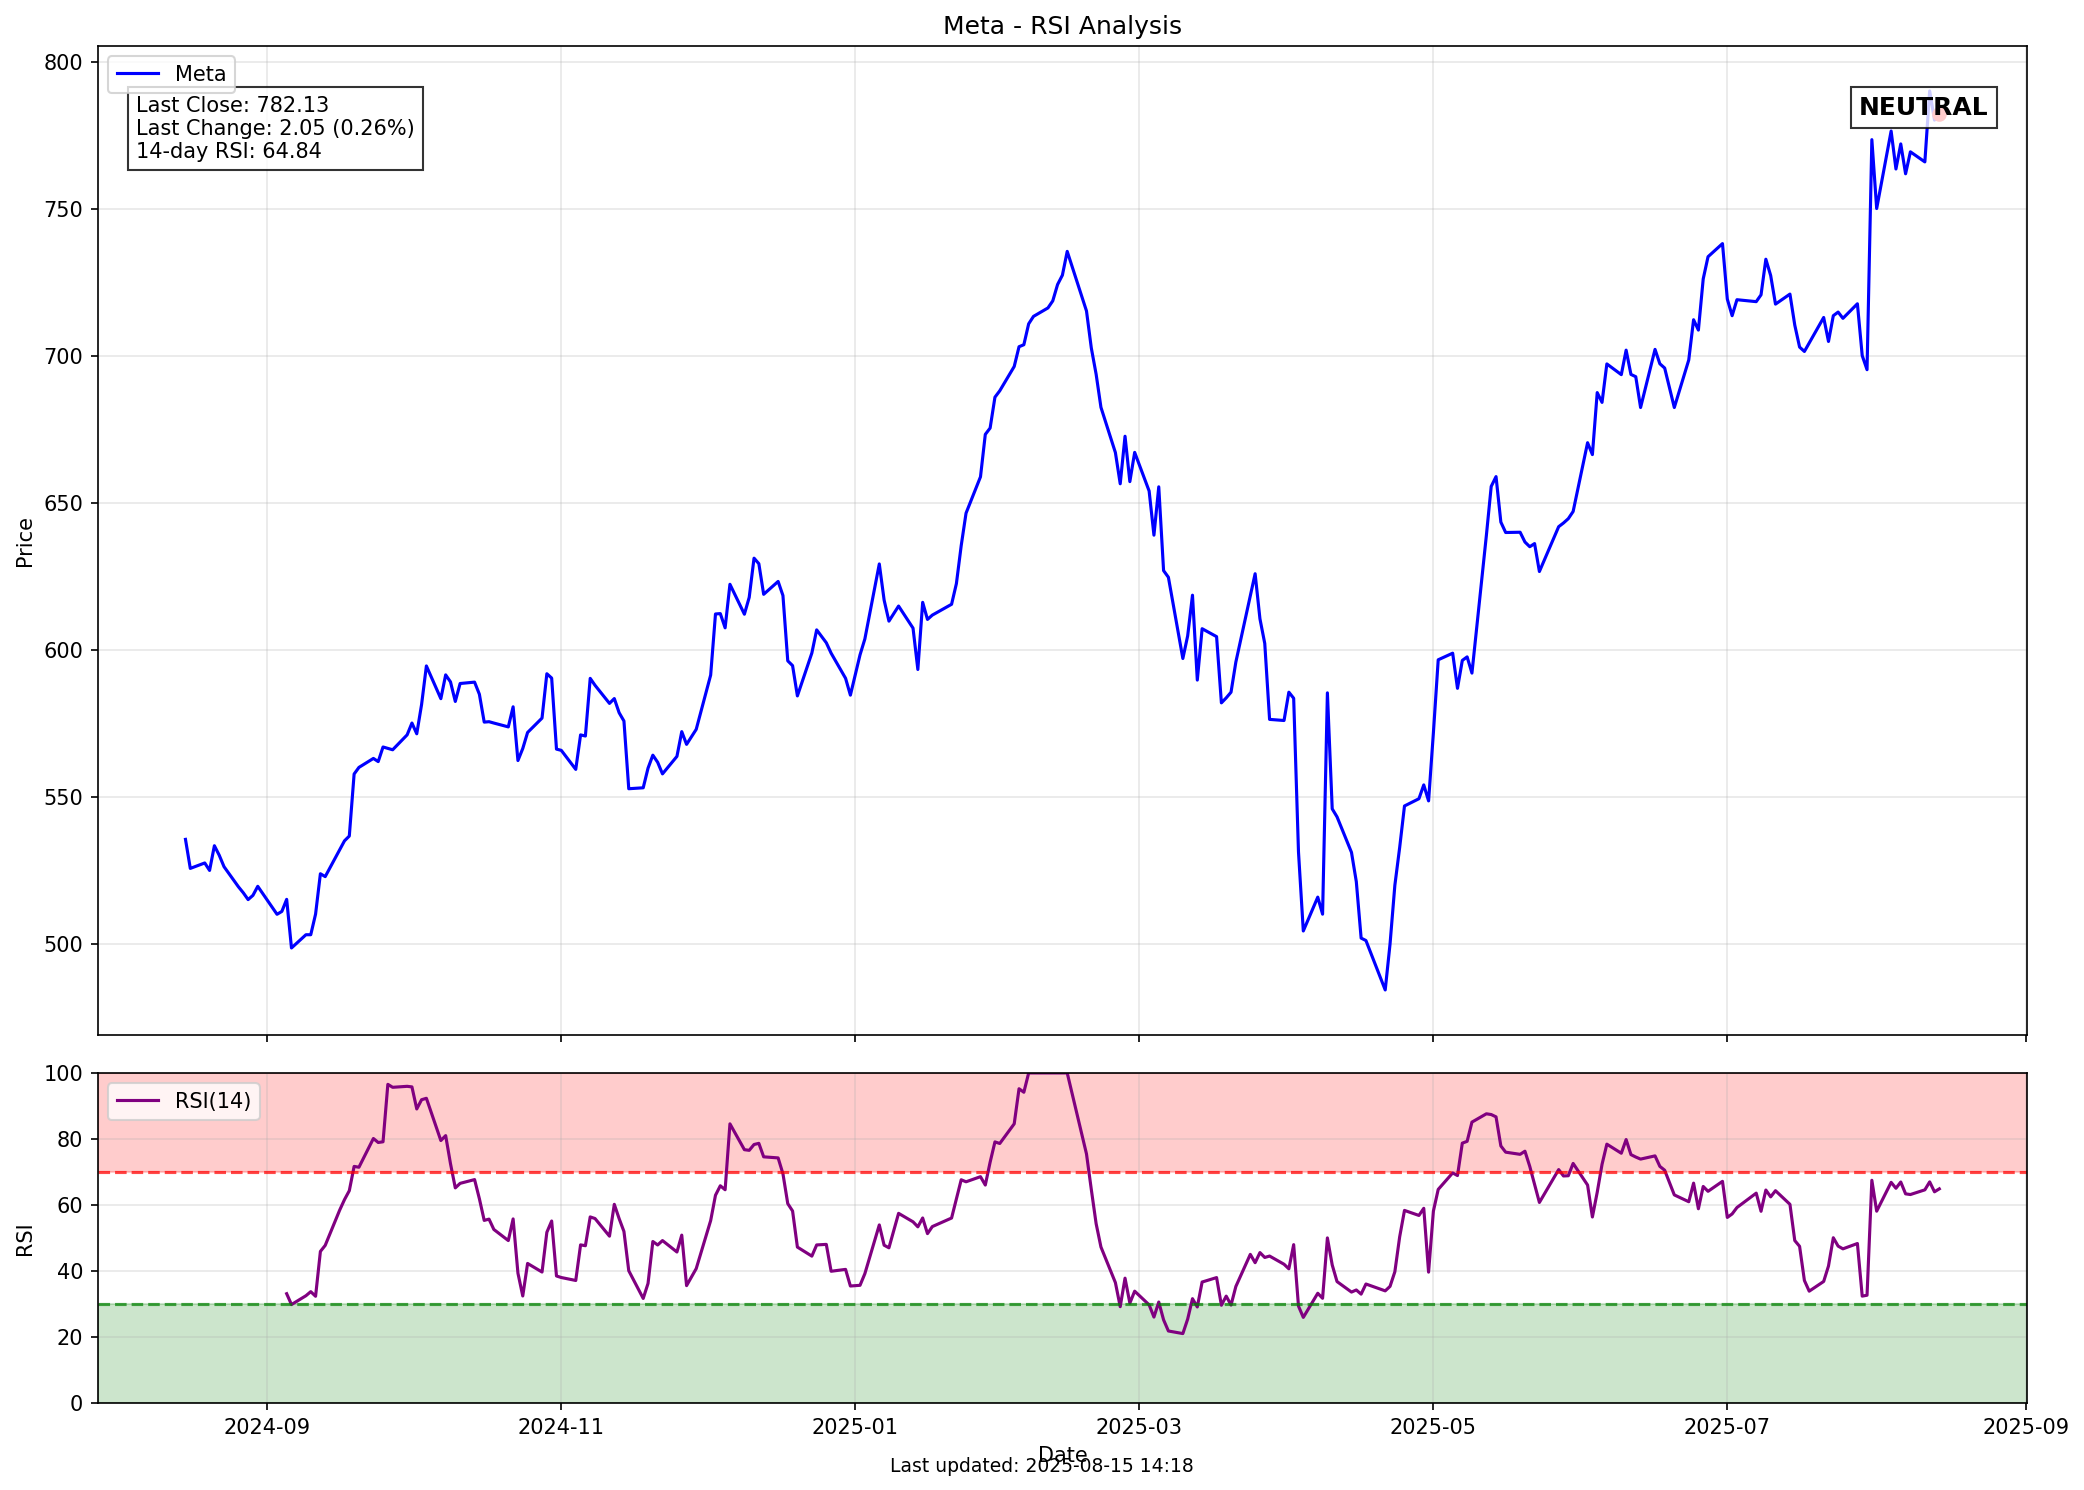 Meta - RSI Analysis
Meta
Last Close: 782.13
Last Change: 2.05 (0.26%)
14-day RSI: 64.84
NEUTRAL
800
750
700
650
600
550
500
Price
RSI(14)
100
80
60
40
20
0
RSI
2024-09
2024-11
2025-01
2025-03
2025-05
2025-07
2025-09
Date
Last updated: 2025-08-15 14:18